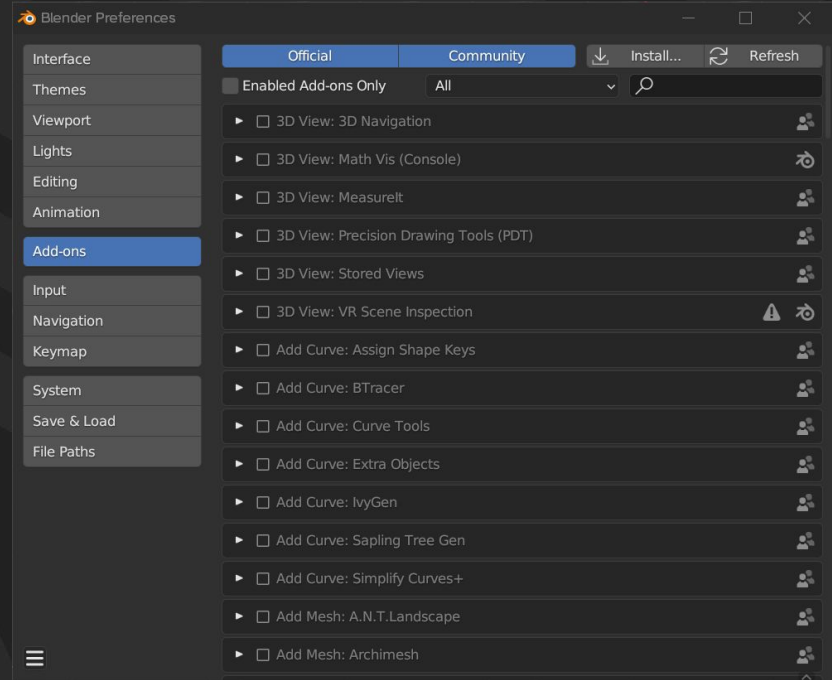 Blender Preferences
Interface
Themes
Viewport
Lights
Editing
Animation
Add-ons
Input
Navigation
Keymap
System
Save & Load
File Paths
Official Community Install... Refresh
Enabled Add-ons Only All
3D View: 3D Navigation
3D View: Math Vis (Console)
3D View: MeasureIt
3D View: Precision Drawing Tools (PDT)
3D View: Stored Views
3D View: VR Scene Inspection
Add Curve: Assign Shape Keys
Add Curve: BTracer
Add Curve: Curve Tools
Add Curve: Extra Objects
Add Curve: IvyGen
Add Curve: Sapling Tree Gen
Add Curve: Simplify Curves+
Add Mesh: A.N.T.Landscape
Add Mesh: Archimesh